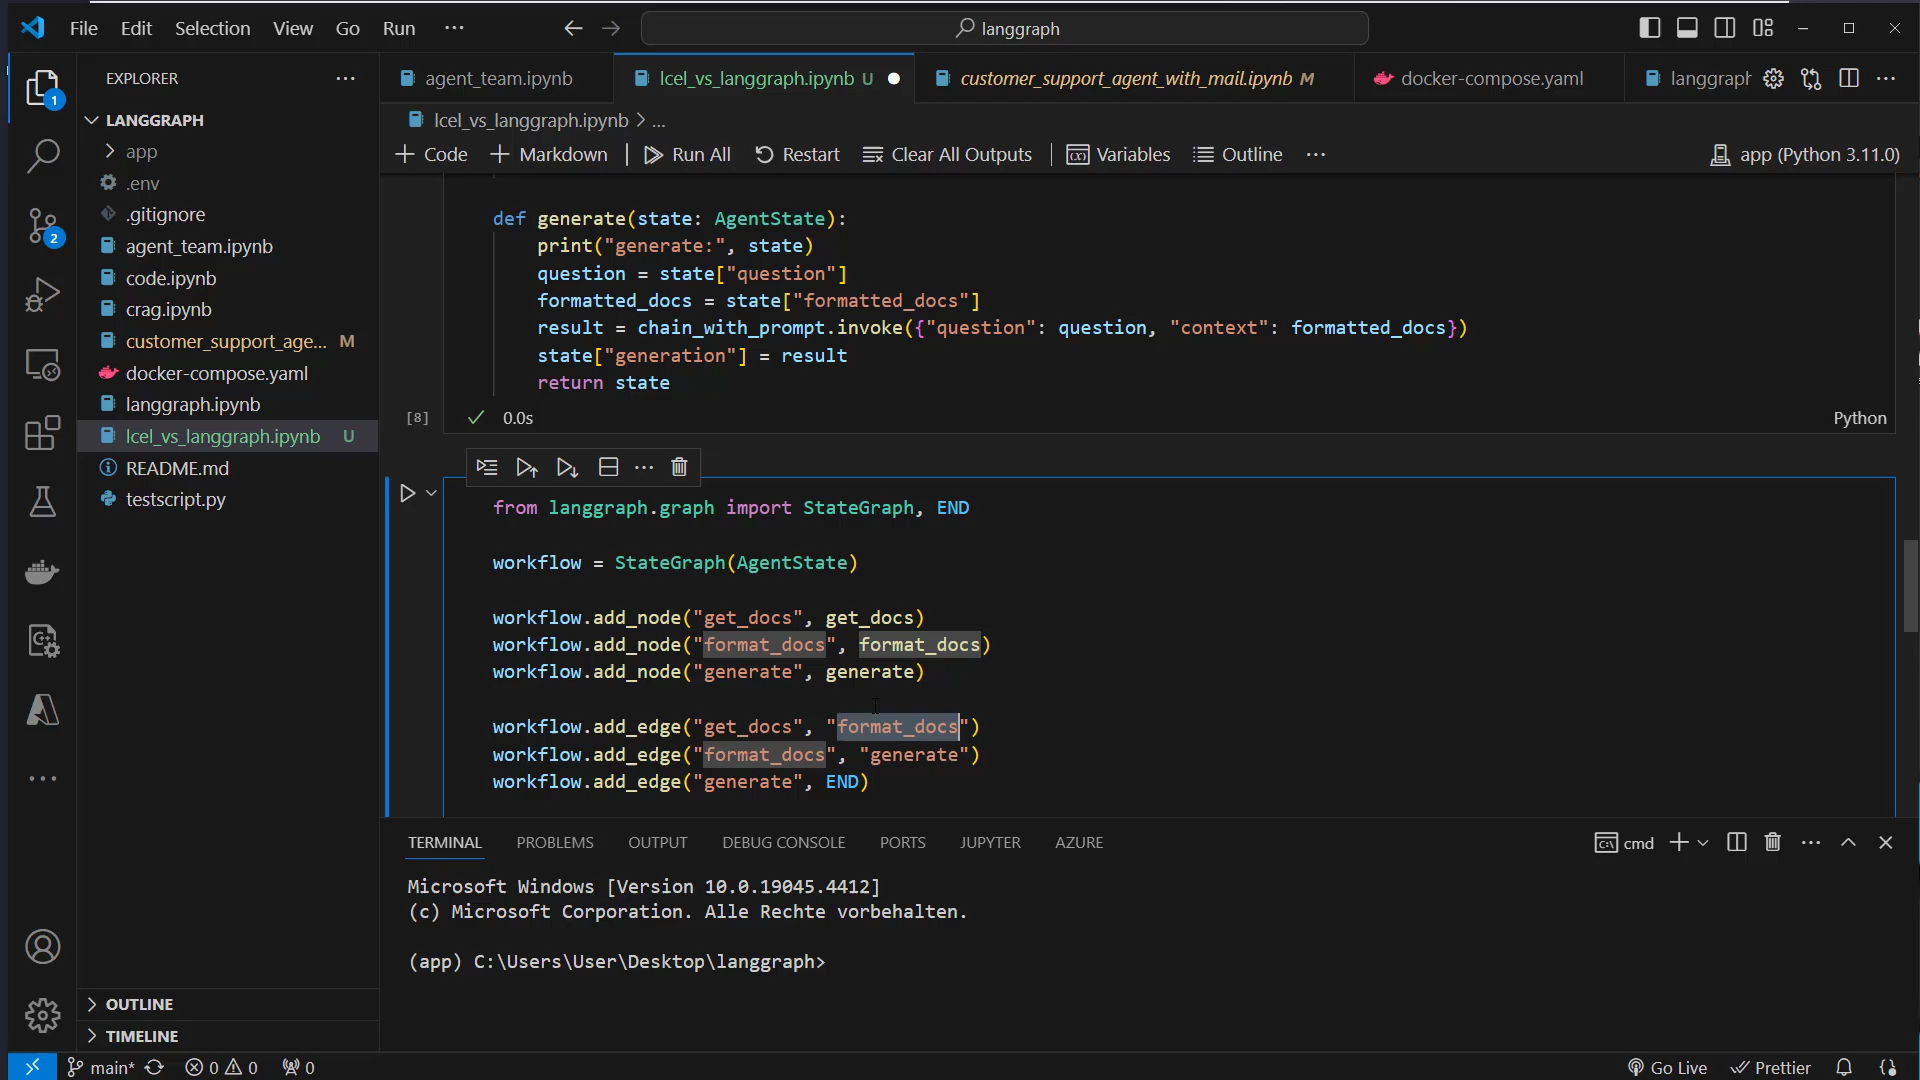 File Edit Selection View Go Run ··· langgraph
EXPLORER ···
agent_team.ipynb lcel_vs_langgraph.ipynb U customer_support_agent_with_mail.ipynb M docker-compose.yaml langgraph ···
LANGGRAPH
app
.env
.gitignore
agent_team.ipynb
code.ipynb
crag.ipynb
customer_support_age... M
docker-compose.yaml
langgraph.ipynb
lcel_vs_langgraph.ipynb U
README.md
testscript.py
OUTLINE
TIMELINE
lcel_vs_langgraph.ipynb > ...
+ Code + Markdown Run All Restart Clear All Outputs Variables Outline ··· app (Python 3.11.0)
def generate(state: AgentState):
print("generate:", state)
question = state["question"]
formatted_docs = state["formatted_docs"]
result = chain_with_prompt.invoke({"question": question, "context": formatted_docs})
state["generation"] = result
return state
[8] 0.0s Python
from langgraph.graph import StateGraph, END
workflow = StateGraph(AgentState)
workflow.add_node("get_docs", get_docs)
workflow.add_node("format_docs", format_docs)
workflow.add_node("generate", generate)
workflow.add_edge("get_docs", "format_docs")
workflow.add_edge("format_docs", "generate")
workflow.add_edge("generate", END)
TERMINAL PROBLEMS OUTPUT DEBUG CONSOLE PORTS JUPYTER AZURE cmd
Microsoft Windows [Version 10.0.19045.4412]
(c) Microsoft Corporation. Alle Rechte vorbehalten.
(app) C:\Users\User\Desktop\langgraph>
1
2
main* 0 0 0 Go Live Prettier